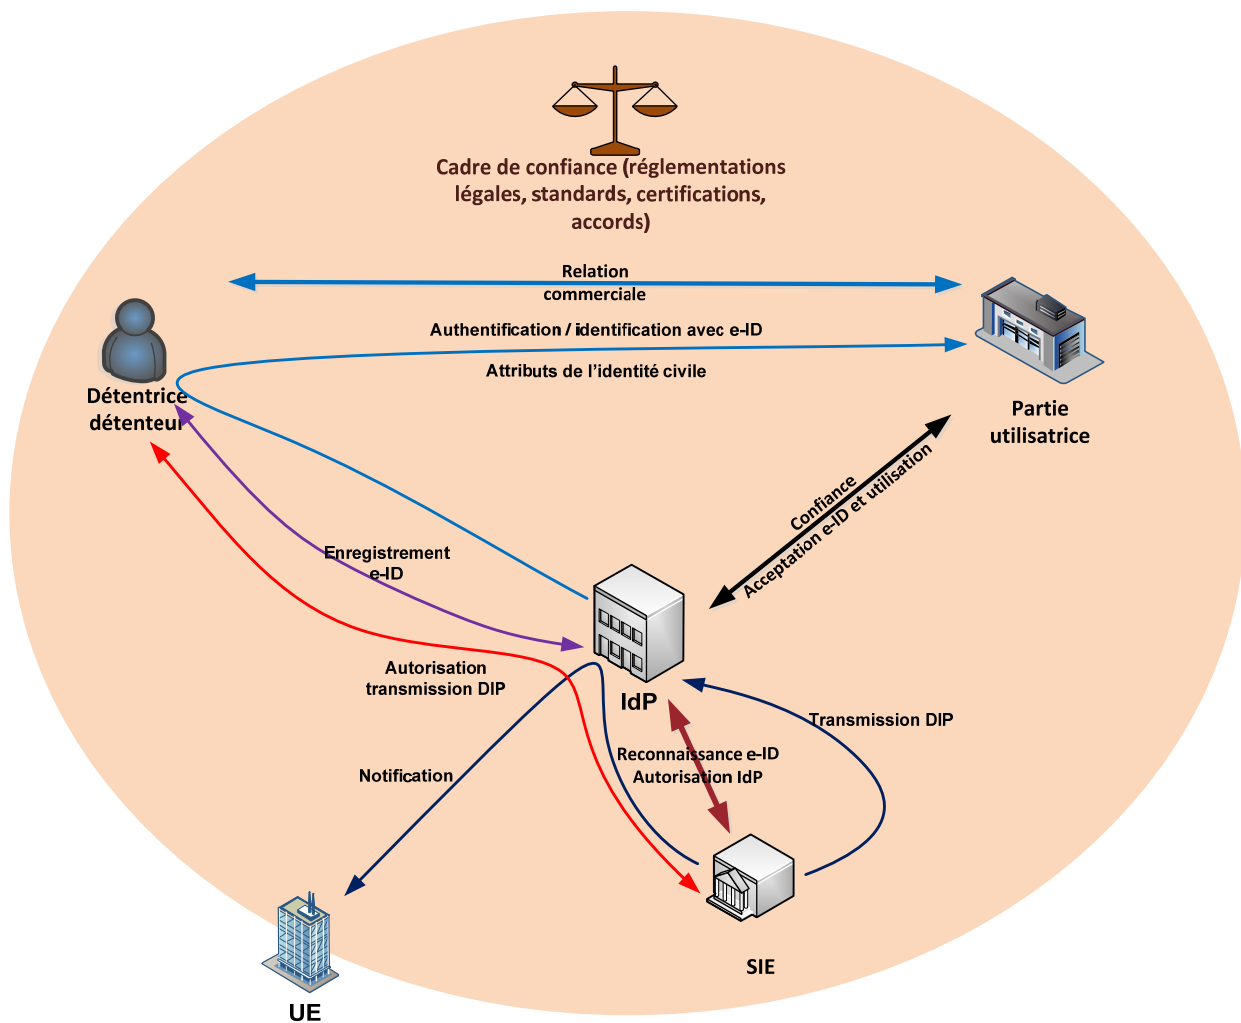 Cadre de confiance (réglementations
légales, standards, certifications,
accords)
Relation
commerciale
Authentification / identification avec e-ID
Attributs de l'identité civile
Détentrice
détenteur
Partie
utilisatrice
Confiance
Acceptation e-ID et utilisation
Enregistrement
e-ID
Autorisation
transmission DIP
IdP
Transmission DIP
Reconnaissance e-ID
Autorisation IdP
Notification
SIE
UE